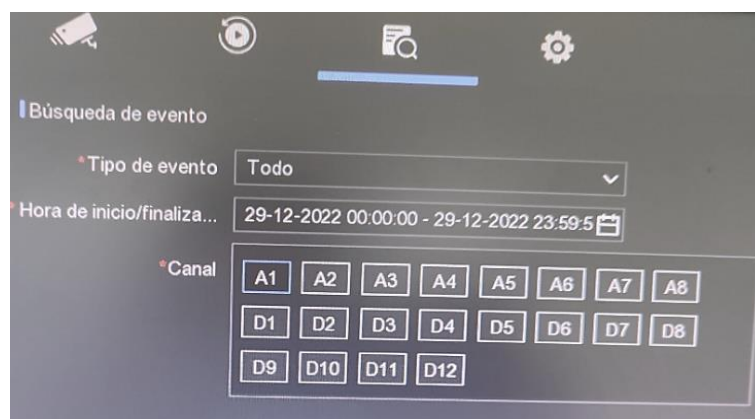 Búsqueda de evento
*Tipo de evento Todo
*Hora de inicio/finaliza... 29-12-2022 00:00:00 - 29-12-2022 23:59:5
*Canal A1 A2 A3 A4 A5 A6 A7 A8
D1 D2 D3 D4 D5 D6 D7 D8
D9 D10 D11 D12